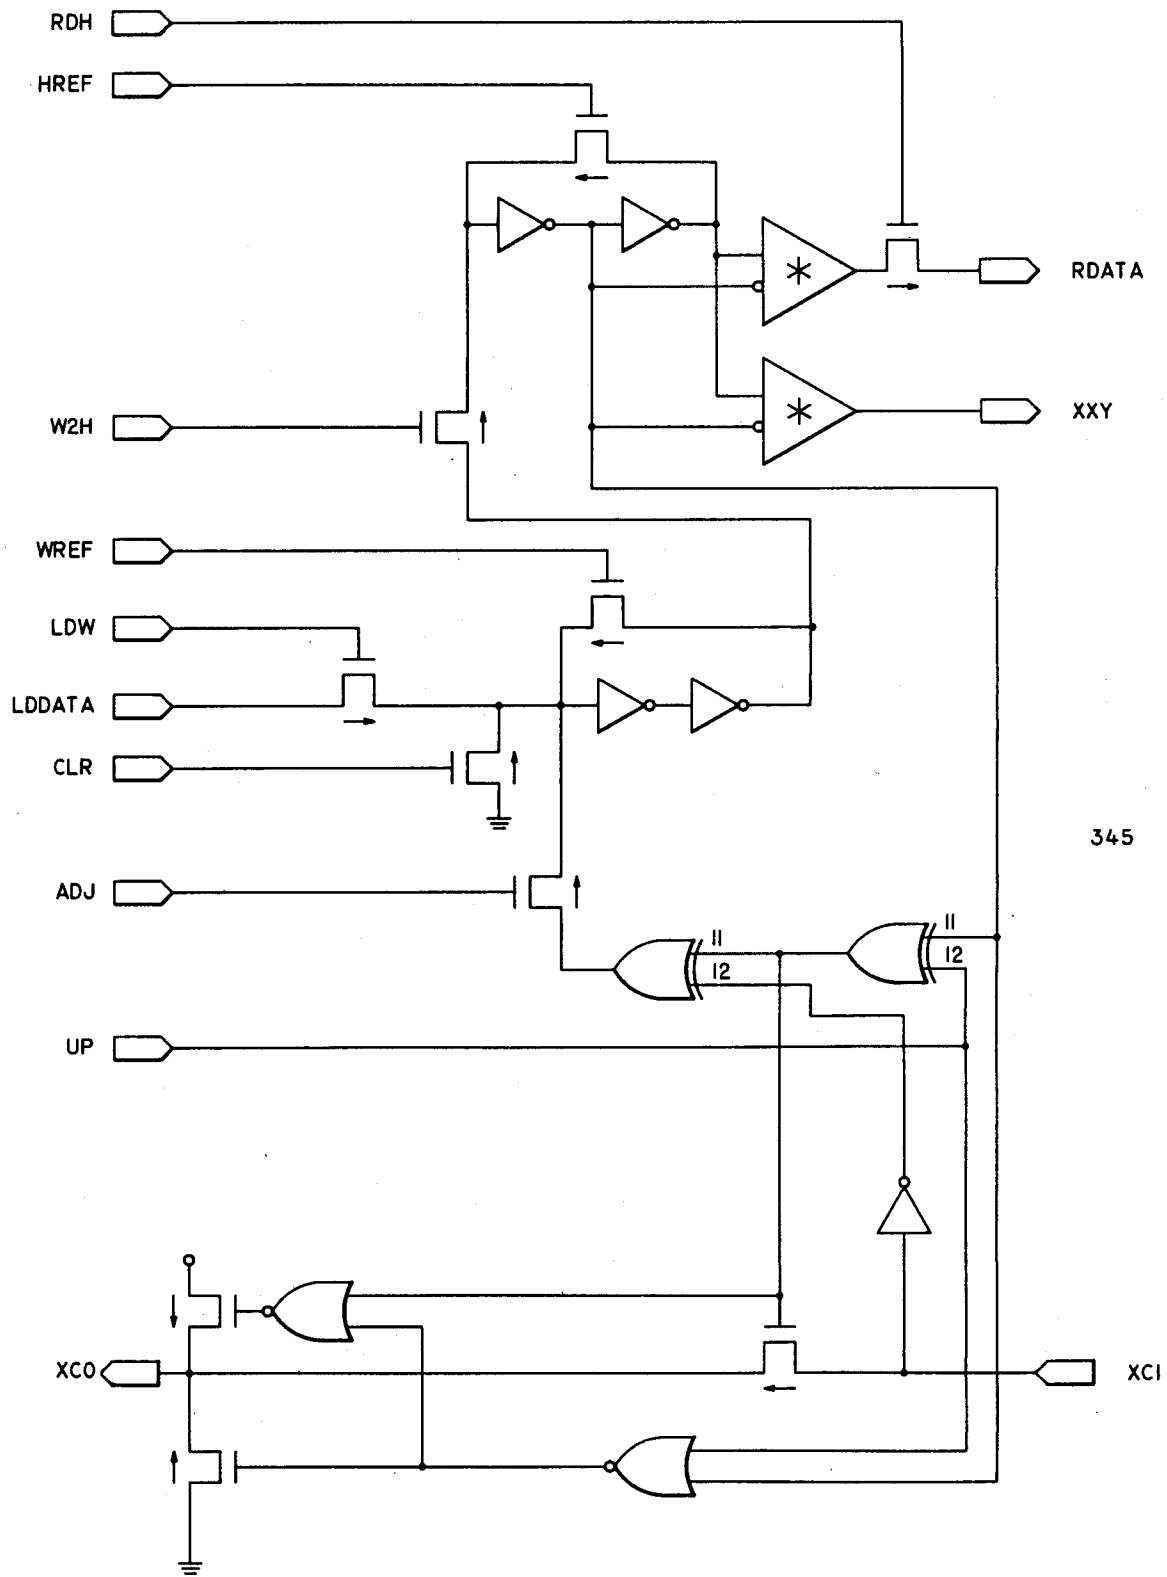 RDH
HREF
RDATA
XXY
W2H
WREF
LDW
LDDATA
CLR
345
ADJ
I1
I1
I2
I2
UP
XCO
XCI